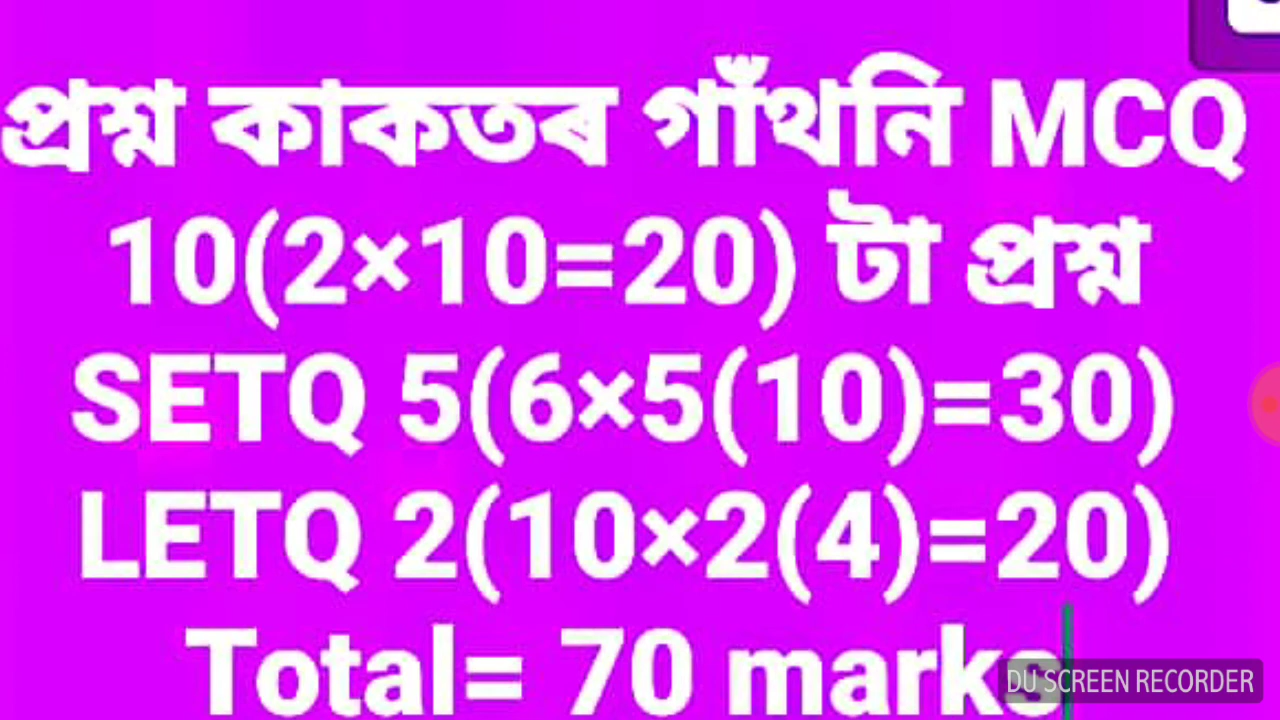 প্ৰশ্ন কাকতৰ গাঁথনি MCQ
10(2×10=20) টা প্ৰশ্ন
SETQ 5(6×5(10)=30)
LETQ 2(10×2(4)=20)
Total= 70 marks
DU SCREEN RECORDER